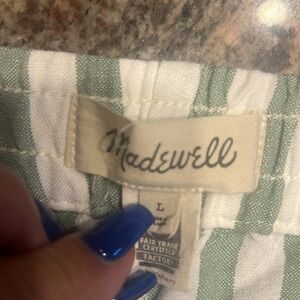 Madewell
L
FAIR TRADE
CERTIFIED
FACTORY